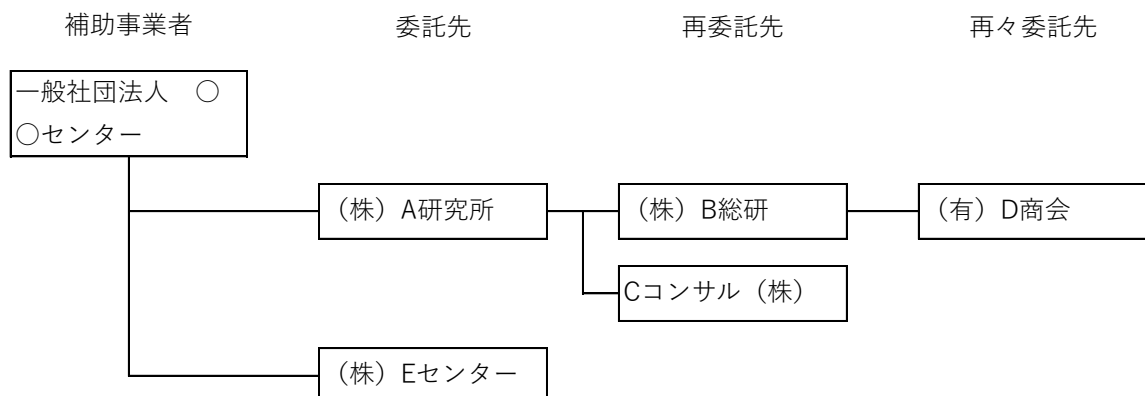 補助事業者 委託先 再委託先 再々委託先
一般社団法人　○
○センター
（株）A研究所 （株）B総研 （有）D商会
Cコンサル（株）
（株）Eセンター